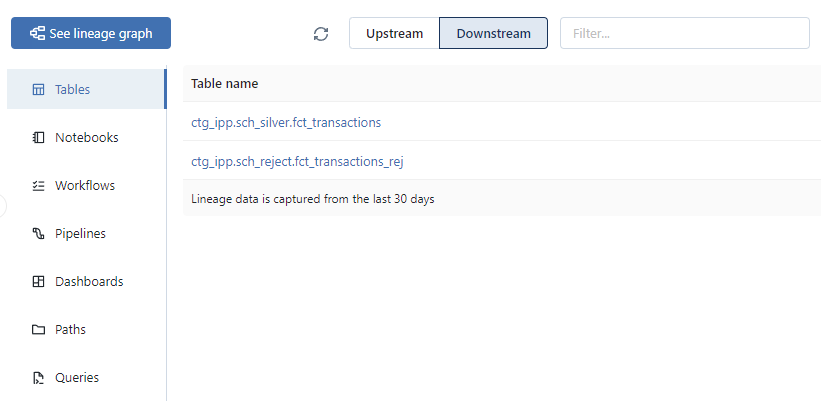 See lineage graph
Upstream
Downstream
Filter...
Tables
Notebooks
Workflows
Pipelines
Dashboards
Paths
Queries
Table name
ctg_ipp.sch_silver.fct_transactions
ctg_ipp.sch_reject.fct_transactions_rej
Lineage data is captured from the last 30 days